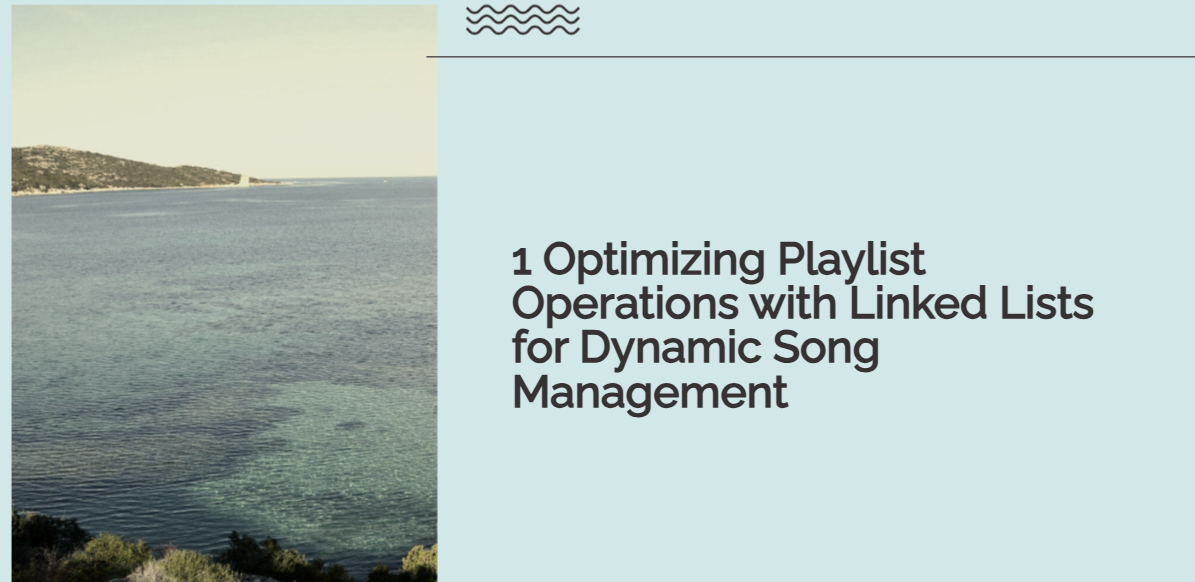 1 Optimizing Playlist
Operations with Linked Lists
for Dynamic Song
Management